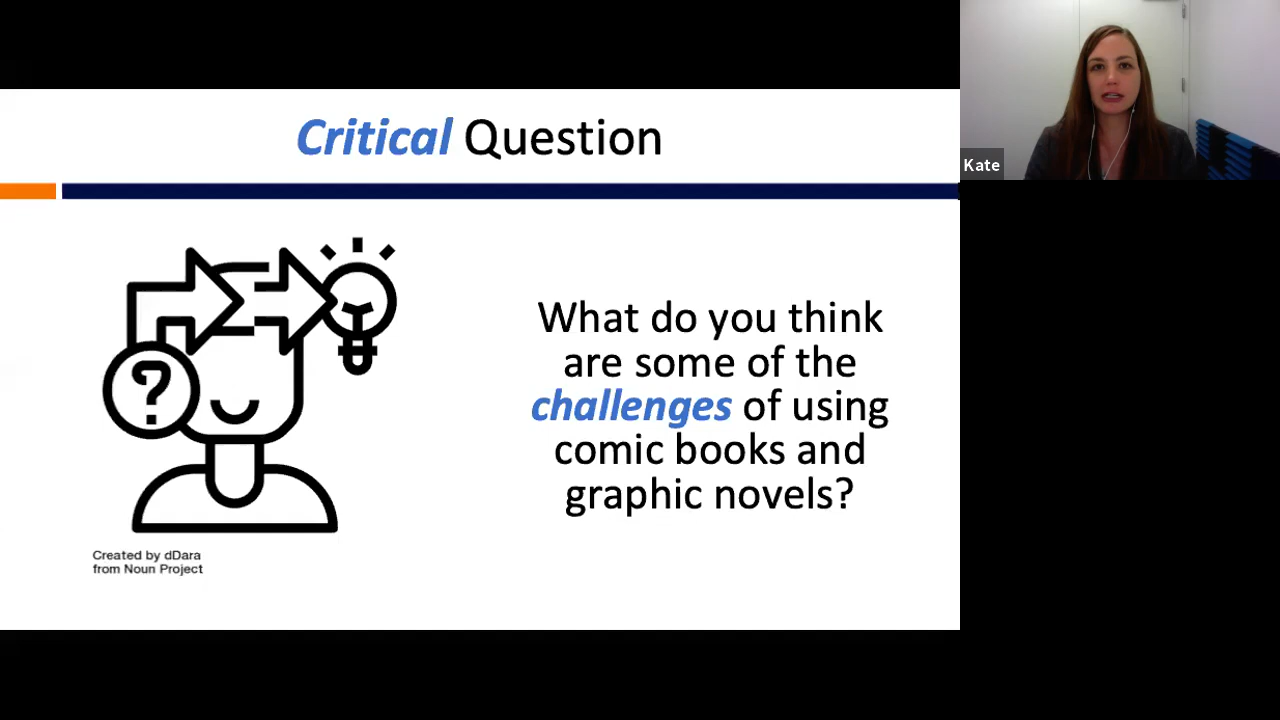 Critical Question
Kate
?
What do you think
are some of the
challenges of using
comic books and
graphic novels?
Created by dDara
from Noun Project